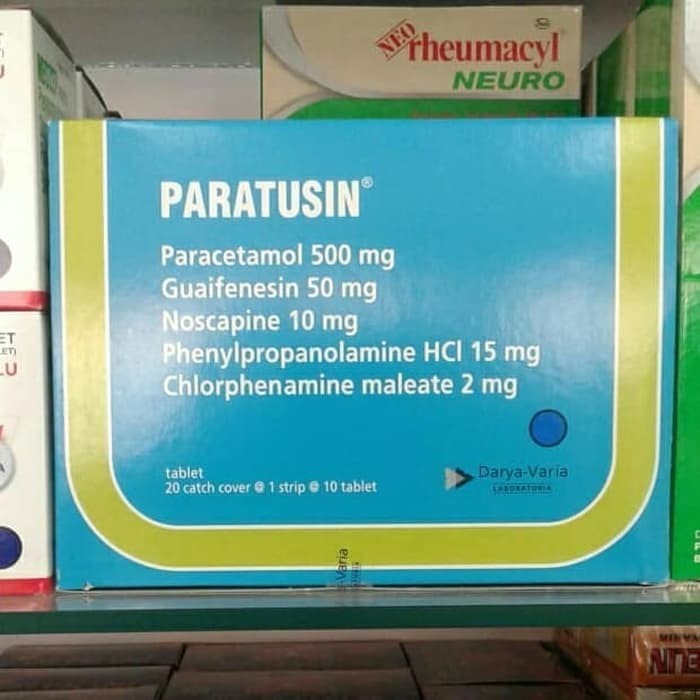 NEO rheumacyl®
NEURO
PARATUSIN®
Paracetamol 500 mg
Guaifenesin 50 mg
Noscapine 10 mg
Phenylpropanolamine HCl 15 mg
Chlorphenamine maleate 2 mg
tablet
20 catch cover @ 1 strip @ 10 tablet
Darya-Varia
LABORATORIA